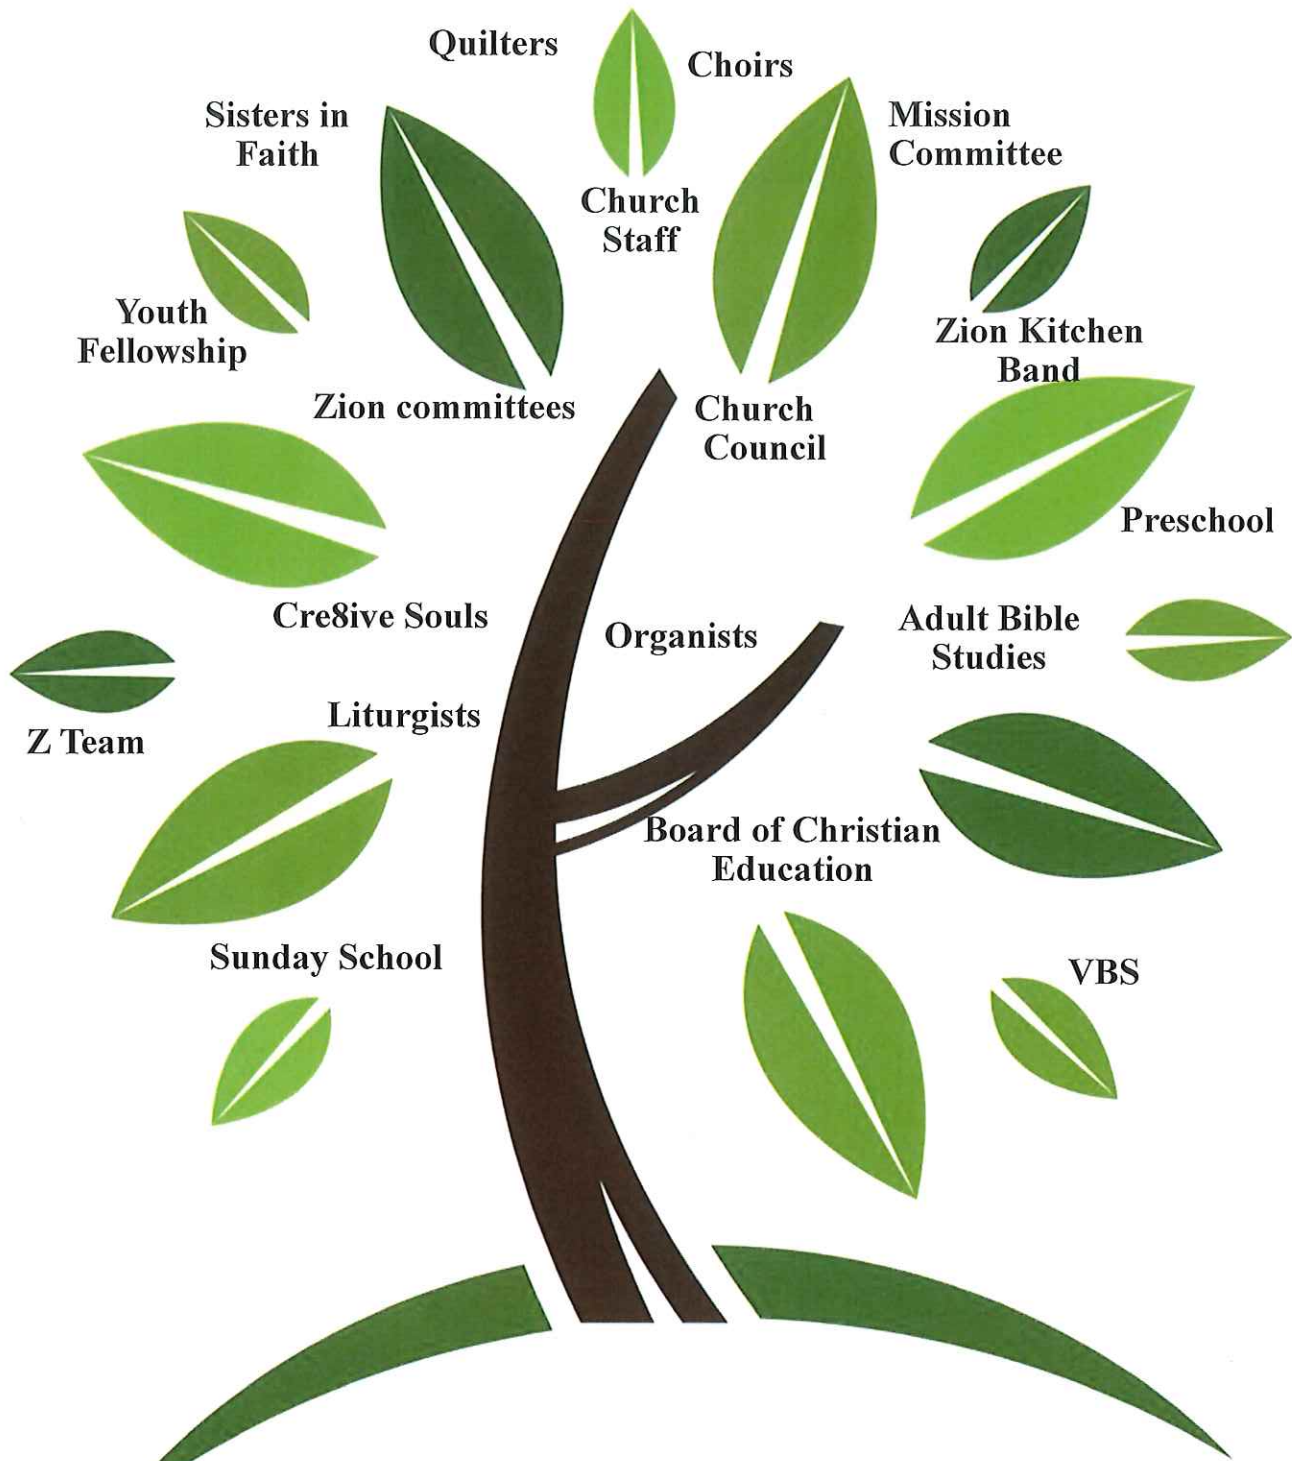 Quilters
Choirs
Sisters in
Faith
Mission
Committee
Church
Staff
Youth
Fellowship
Zion Kitchen
Band
Zion committees
Church
Council
Preschool
Cre8ive Souls
Organists
Adult Bible
Studies
Z Team
Liturgists
Board of Christian
Education
Sunday School
VBS